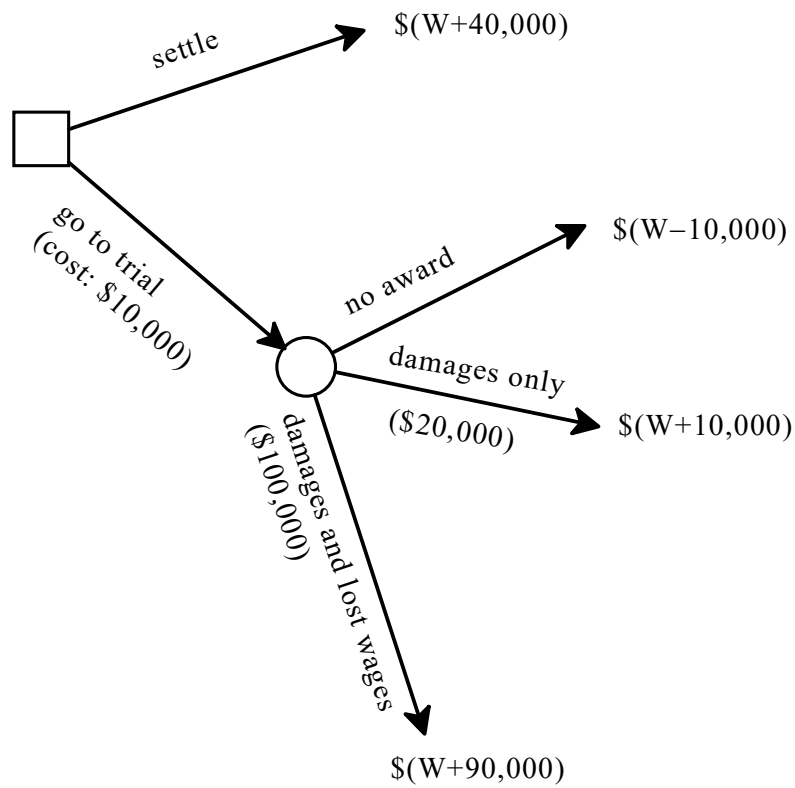 settle
$(W+40,000)
go to trial
(cost: $10,000)
no award
$(W–10,000)
damages only
($20,000)
$(W+10,000)
damages and lost wages
($100,000)
$(W+90,000)